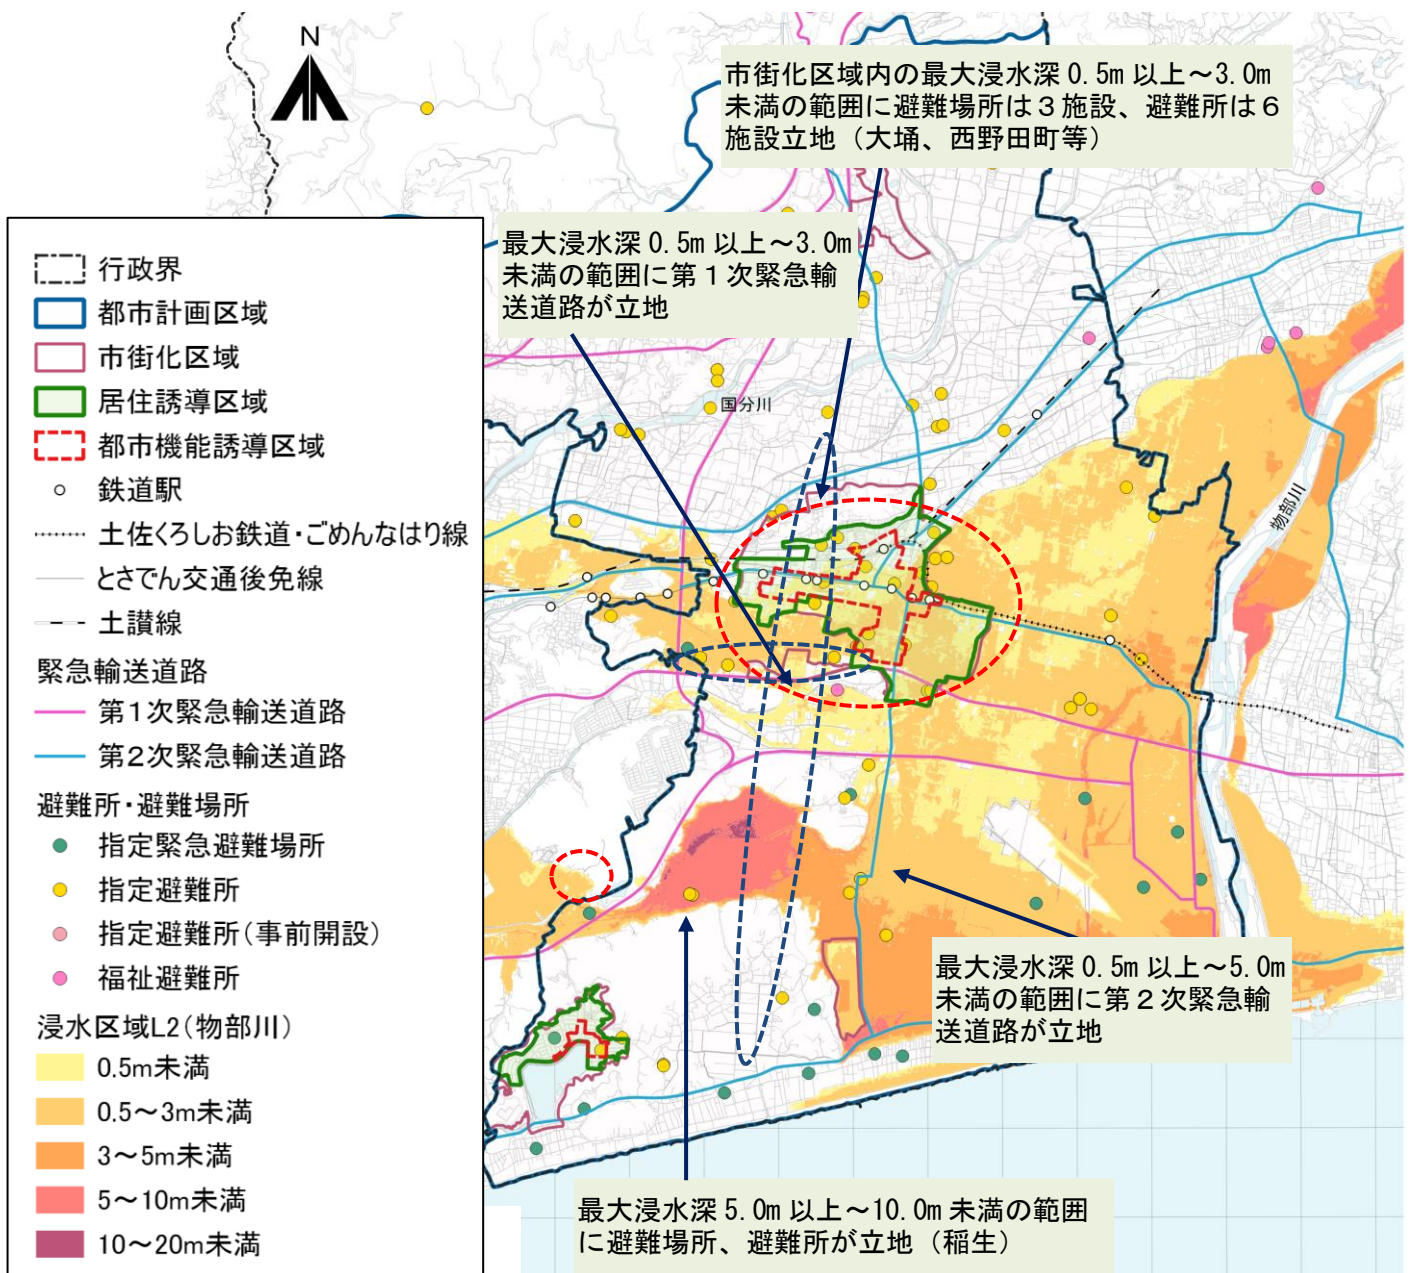 N
市街化区域内の最大浸水深 0.5m 以上～3.0m
未満の範囲に避難場所は３施設、避難所は６
施設立地（大埇、西野田町等）
最大浸水深 0.5m 以上～3.0m
未満の範囲に第１次緊急輸
送道路が立地
行政界
都市計画区域
市街化区域
居住誘導区域
都市機能誘導区域
鉄道駅
土佐くろしお鉄道・ごめんなはり線
とさでん交通後免線
土讃線
緊急輸送道路
第１次緊急輸送道路
第２次緊急輸送道路
避難所・避難場所
指定緊急避難場所
指定避難所
指定避難所（事前開設）
福祉避難所
浸水区域L2（物部川）
0.5m未満
0.5～3m未満
3～5m未満
5～10m未満
10～20m未満
国分川
物部川
最大浸水深 0.5m 以上～5.0m
未満の範囲に第２次緊急輸
送道路が立地
最大浸水深 5.0m 以上～10.0m 未満の範囲
に避難場所、避難所が立地（稲生）